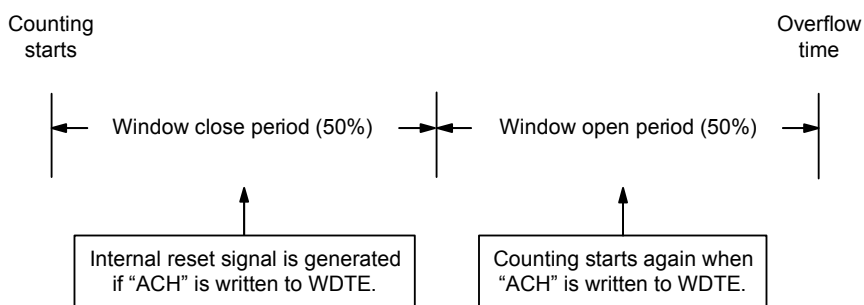 Counting
starts
Overflow
time
Window close period (50%)
Window open period (50%)
Internal reset signal is generated
if “ACH” is written to WDTE.
Counting starts again when
“ACH” is written to WDTE.